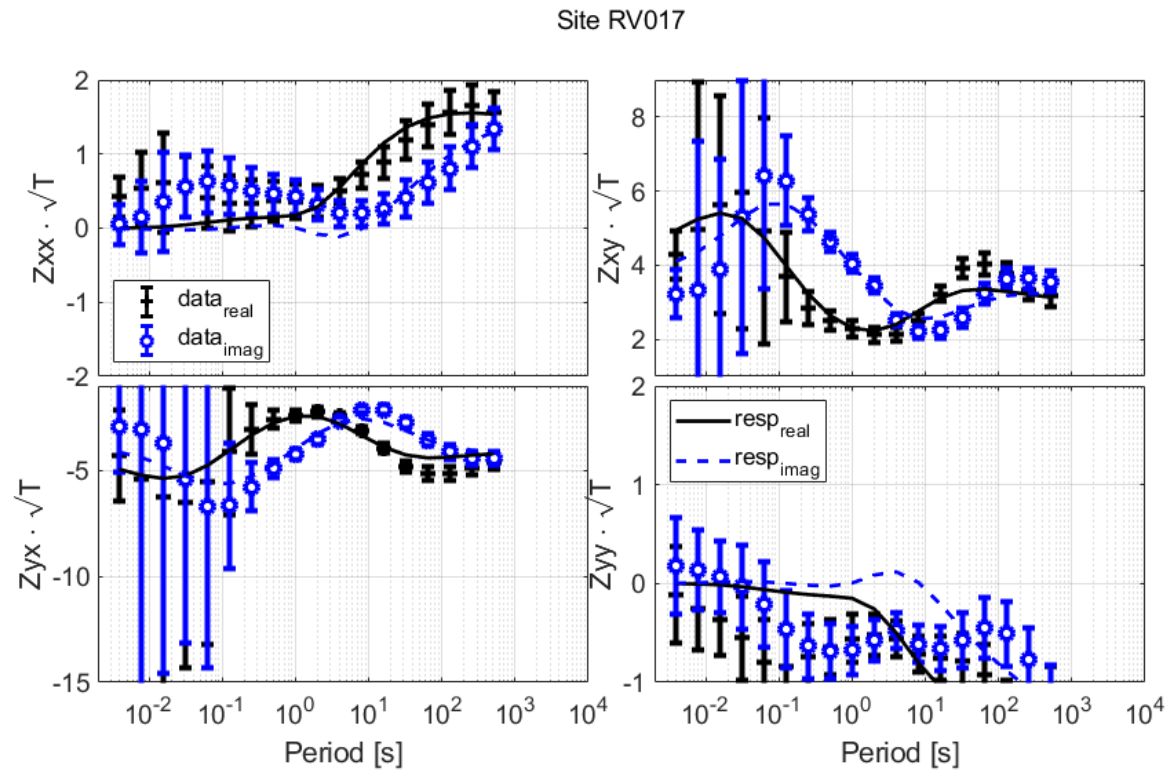 Site RV017
Zxx · √T
2
1
0
-1
-2
data_real
data_imag
Zxy · √T
8
6
4
2
Zyx · √T
-5
-10
-15
10^-2 10^-1 10^0 10^1 10^2 10^3
Period [s]
Zyy · √T
2
1
0
-1
resp_real
resp_imag
10^-2 10^-1 10^0 10^1 10^2 10^3 10^4
Period [s]